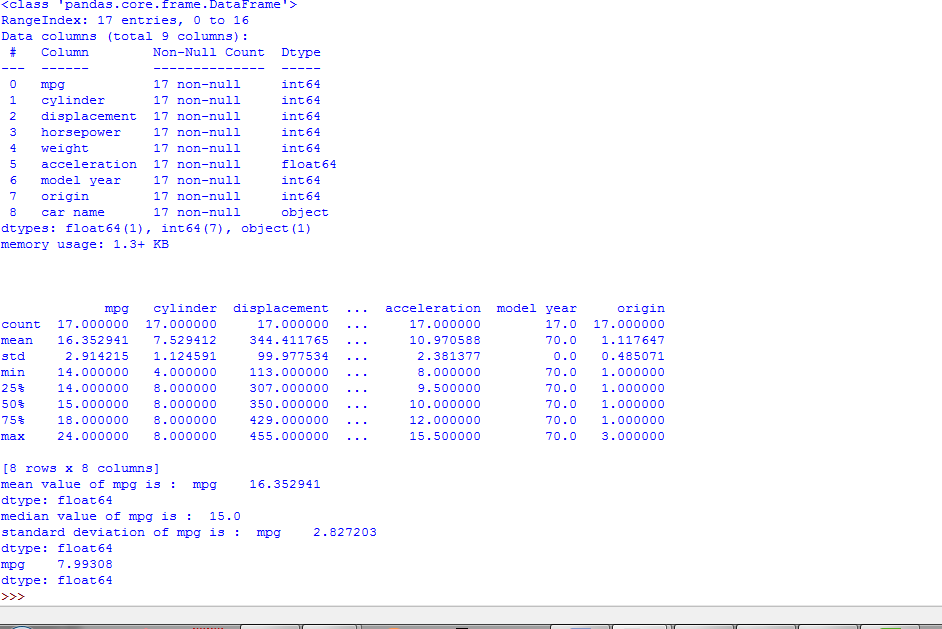 <class 'pandas.core.frame.DataFrame'>
RangeIndex: 17 entries, 0 to 16
Data columns (total 9 columns):
 #   Column        Non-Null Count  Dtype
---  ------        --------------  -----
 0   mpg           17 non-null     int64
 1   cylinder      17 non-null     int64
 2   displacement  17 non-null     int64
 3   horsepower    17 non-null     int64
 4   weight        17 non-null     int64
 5   acceleration  17 non-null     float64
 6   model year    17 non-null     int64
 7   origin        17 non-null     int64
 8   car name      17 non-null     object
dtypes: float64(1), int64(7), object(1)
memory usage: 1.3+ KB
             mpg   cylinder  displacement  ...  acceleration  model year     origin
count  17.000000  17.000000     17.000000  ...     17.000000        17.0  17.000000
mean   16.352941   7.529412    344.411765  ...     10.970588        70.0   1.117647
std     2.914215   1.124591     99.977534  ...      2.381377         0.0   0.485071
min    14.000000   4.000000    113.000000  ...      8.000000        70.0   1.000000
25%    14.000000   8.000000    307.000000  ...      9.500000        70.0   1.000000
50%    15.000000   8.000000    350.000000  ...     10.000000        70.0   1.000000
75%    18.000000   8.000000    429.000000  ...     12.000000        70.0   1.000000
max    24.000000   8.000000    455.000000  ...     15.500000        70.0   3.000000
[8 rows x 8 columns]
mean value of mpg is :  mpg    16.352941
dtype: float64
median value of mpg is :  15.0
standard deviation of mpg is :  mpg    2.827203
dtype: float64
mpg    7.99308
dtype: float64
>>>